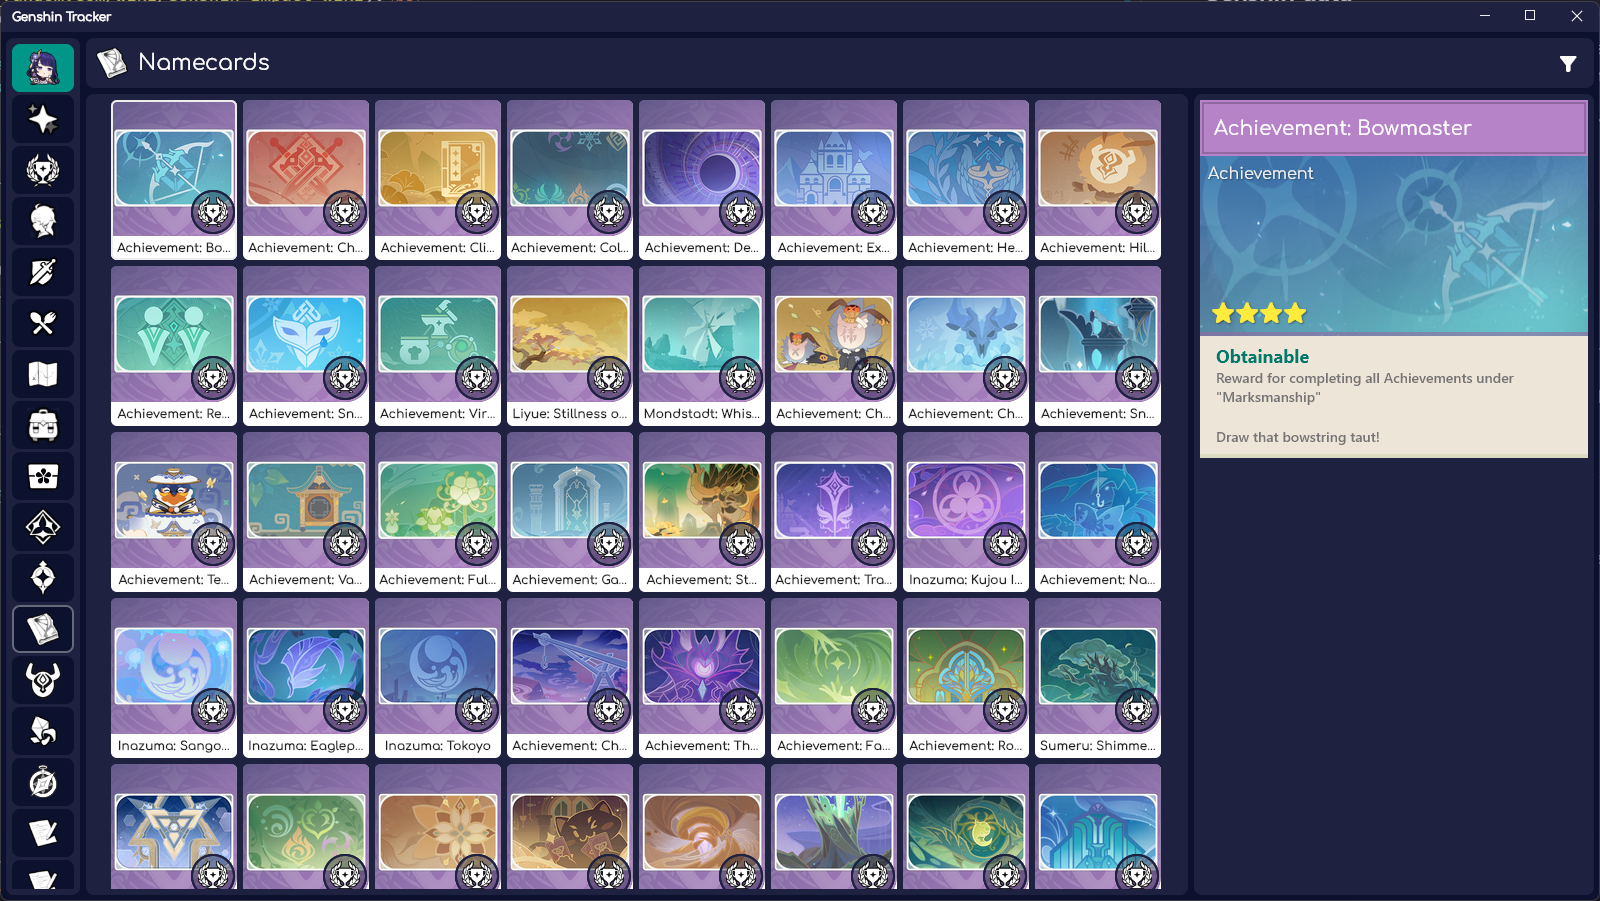 Genshin Tracker
Namecards
Achievement: Bo...
Achievement: Ch...
Achievement: Cli...
Achievement: Col...
Achievement: De...
Achievement: Ex...
Achievement: He...
Achievement: Hil...
Achievement: Re...
Achievement: Sn...
Achievement: Vir...
Liyue: Stillness o...
Mondstadt: Whis...
Achievement: Ch...
Achievement: Ch...
Achievement: Sn...
Achievement: Te...
Achievement: Va...
Achievement: Ful...
Achievement: Ga...
Achievement: St...
Achievement: Tra...
Inazuma: Kujou I...
Achievement: Na...
Inazuma: Sango...
Inazuma: Eaglep...
Inazuma: Tokoyo
Achievement: Ch...
Achievement: Th...
Achievement: Fa...
Achievement: Ro...
Sumeru: Shimme...
Achievement: Bowmaster
Achievement
Obtainable
Reward for completing all Achievements under
"Marksmanship"
Draw that bowstring taut!